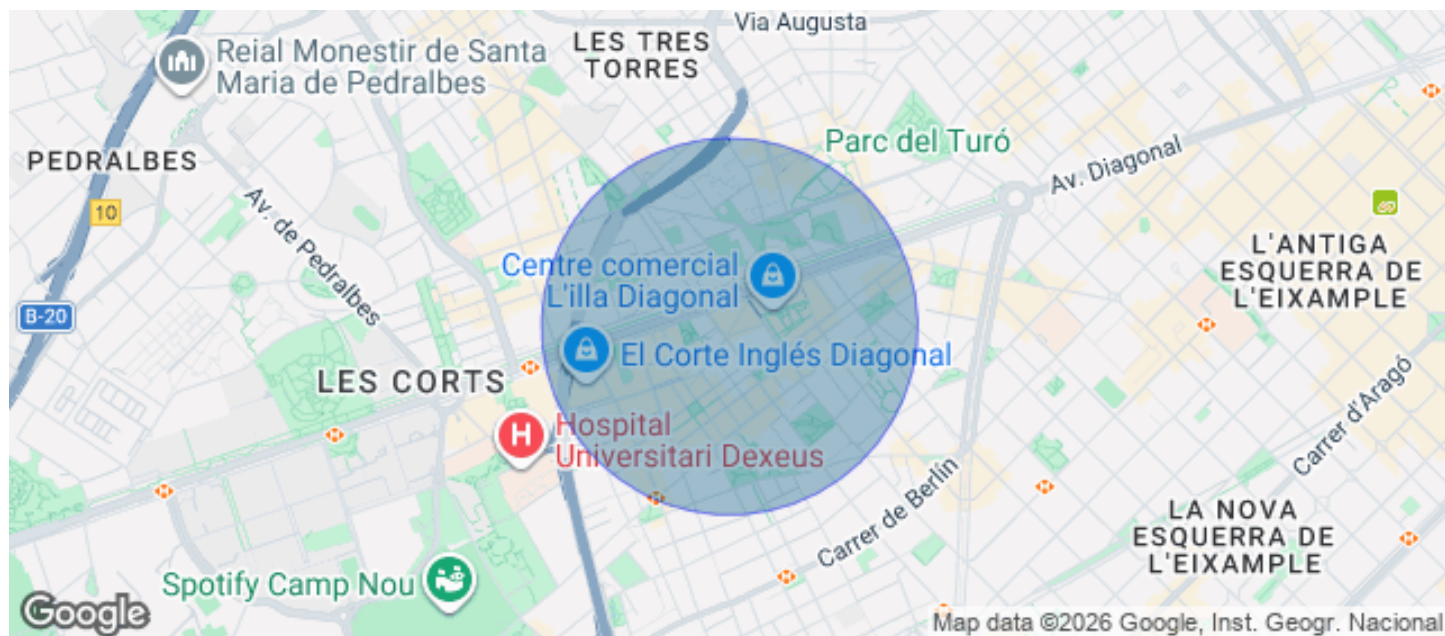 Via Augusta
LES TRES
TORRES
Reial Monestir de Santa
Maria de Pedralbes
Parc del Turó
PEDRALBES
Av. Diagonal
10
Av. de Pedralbes
L'ANTIGA
ESQUERRA DE
L'EIXAMPLE
Centre comercial
L'illa Diagonal
B-20
El Corte Inglés Diagonal
LES CORTS
Carrer d'Aragó
H
Hospital
Universitari Dexeus
Carrer de Berlín
LA NOVA
ESQUERRA DE
L'EIXAMPLE
Spotify Camp Nou
Google
Map data ©2026 Google, Inst. Geogr. Nacional